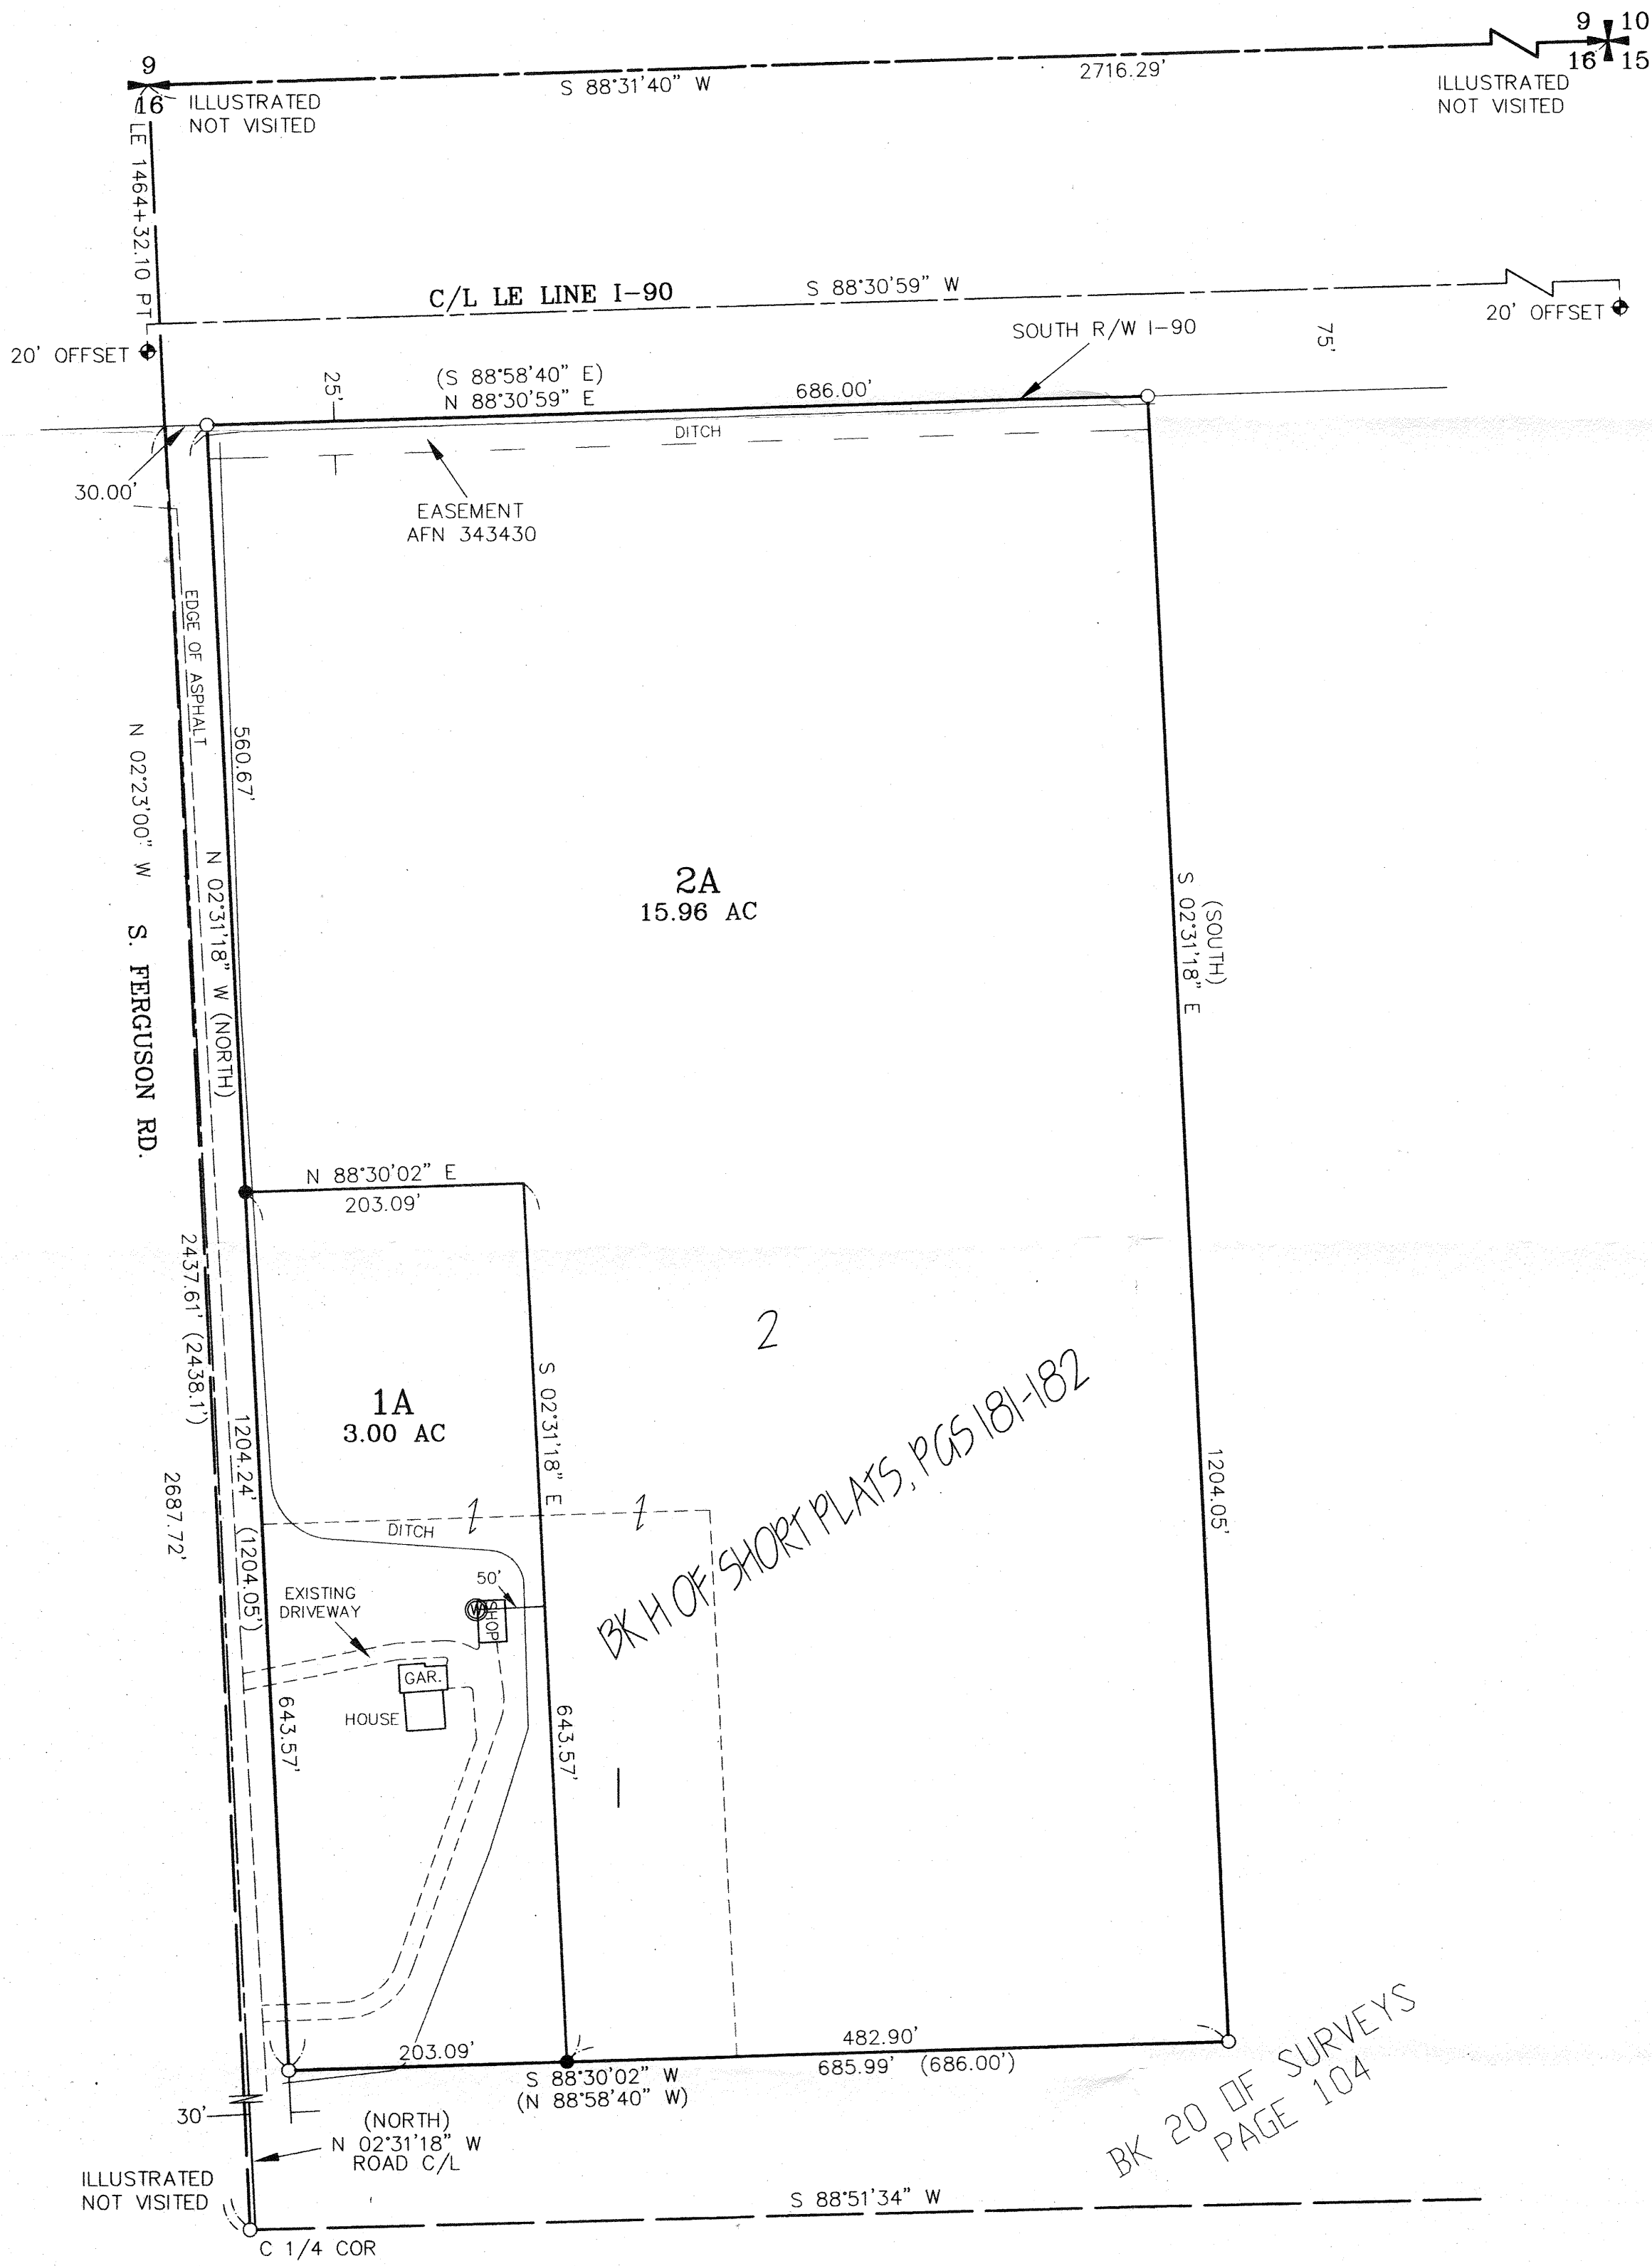 9 10
16 15
9
16
S 88°31'40" W
2716.29'
ILLUSTRATED
NOT VISITED
ILLUSTRATED
NOT VISITED
LE 1464+32.10 PT
C/L LE LINE I-90
S 88°30'59" W
20' OFFSET
20' OFFSET
SOUTH R/W I-90
75'
25'
(S 88°58'40" E)
N 88°30'59" E
686.00'
DITCH
30.00'
EASEMENT
AFN 343430
EDGE OF ASPHALT
560.67'
N 02°23'00" W
S. FERGUSON RD.
N 02°31'18" W (NORTH)
2A
15.96 AC
(SOUTH)
S 02°31'18" E
N 88°30'02" E
203.09'
2437.61' (2438.1')
2
1A
3.00 AC
S 02°31'18" E
BK H OF SHORT PLATS, PGS 181-182
1204.24' (1204.05')
2687.72'
1204.05'
DITCH
50'
EXISTING
DRIVEWAY
W
SHOP
GAR.
HOUSE
643.57'
643.57'
1
203.09'
482.90'
S 88°30'02" W
(N 88°58'40" W)
685.99' (686.00')
BK 20 OF SURVEYS
PAGE 104
30'
(NORTH)
N 02°31'18" W
ROAD C/L
ILLUSTRATED
NOT VISITED
S 88°51'34" W
C 1/4 COR